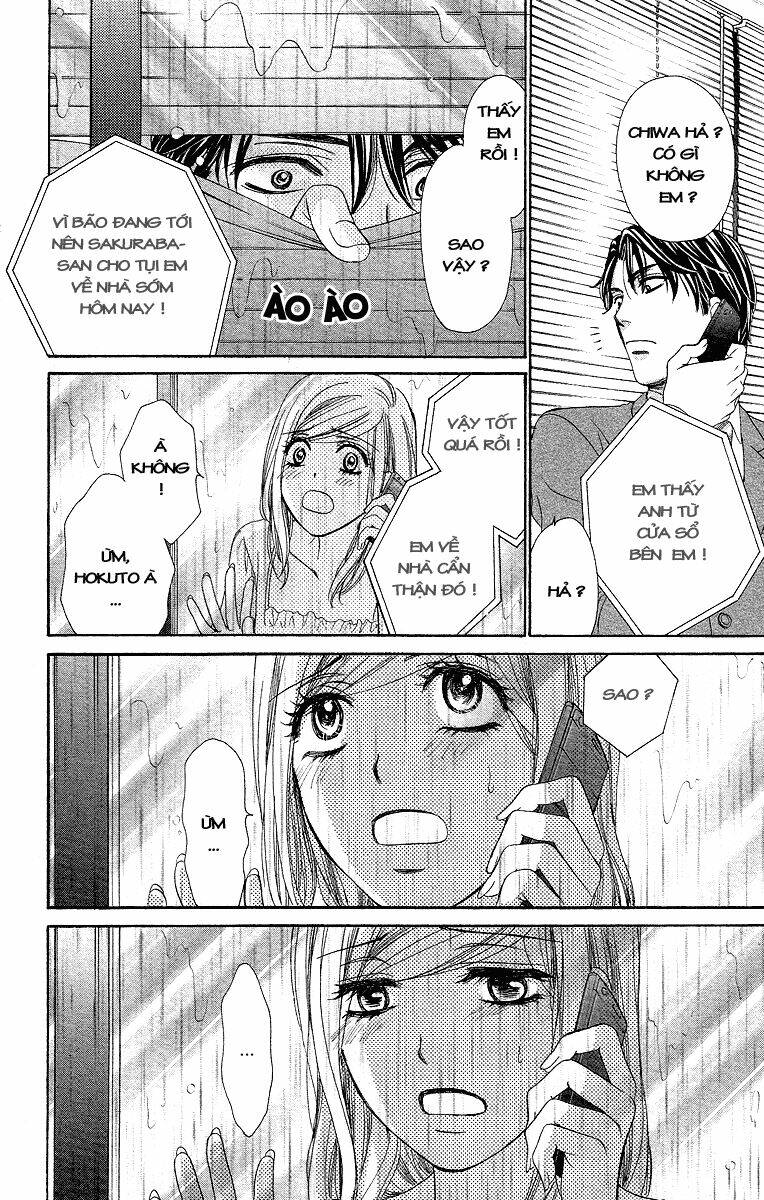 CHIWA HẢ ?
CÓ GÌ
KHÔNG
EM ?
EM THẤY
ANH TỪ
CỬA SỔ
BÊN EM !
HẢ ?
THẤY
EM
RỒI !
SAO
VẬY ?
VÌ BÃO ĐANG TỚI
NÊN SAKURABA-
SAN CHO TỤI EM
VỀ NHÀ SỚM
HÔM NAY !
ÀO ÀO
VẬY TỐT
QUÁ RỒI !
EM VỀ
NHÀ CẨN
THẬN ĐÓ !
À
KHÔNG
!
ỪM,
HOKUTO À
...
SAO ?
ỪM
...
...